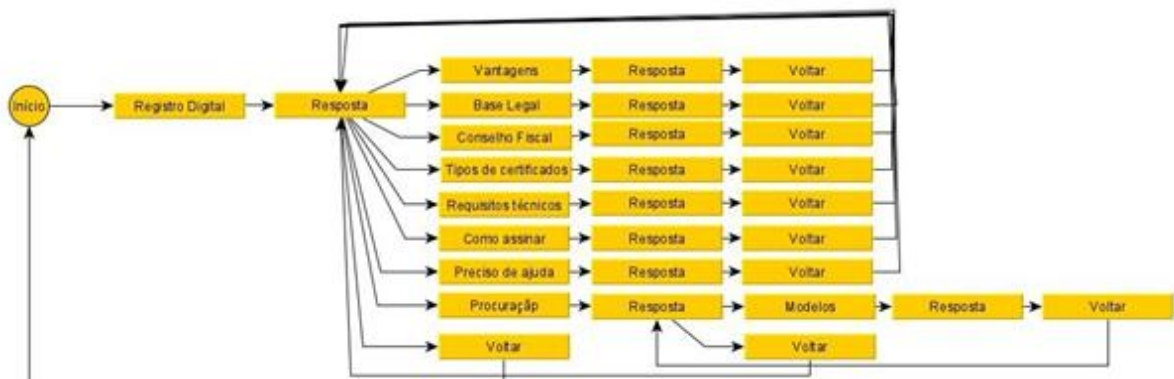 Vantagens Resposta Voltar
Início Registro Digital Resposta Base Legal Resposta Voltar
Conselho Fiscal Resposta Voltar
Tipos de certificados Resposta Voltar
Requisitos técnicos Resposta Voltar
Como assinar Resposta Voltar
Preciso de ajuda Resposta Voltar
Procuraçãp Resposta Modelos Resposta Voltar
Voltar Voltar